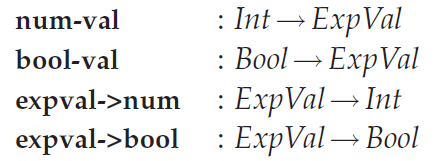 num-val : Int → ExpVal
bool-val : Bool → ExpVal
expval->num : ExpVal → Int
expval->bool : ExpVal → Bool